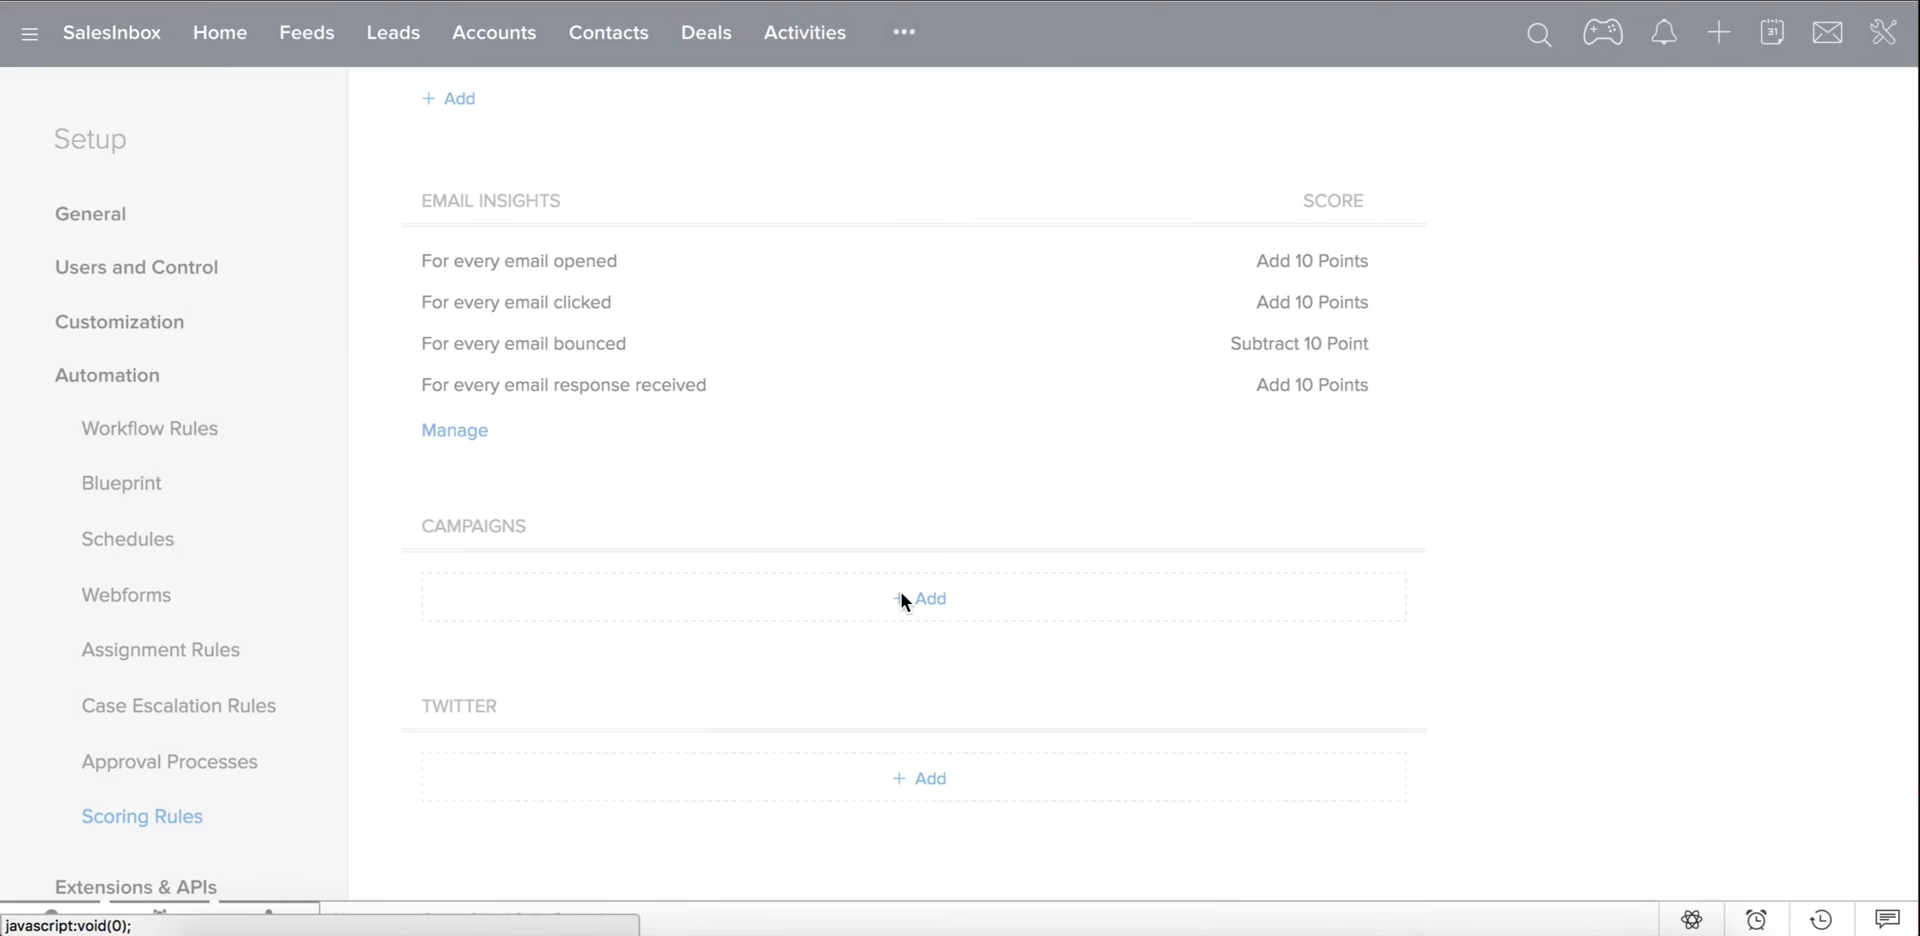 SalesInbox Home Feeds Leads Accounts Contacts Deals Activities •••
31
Setup
General
Users and Control
Customization
Automation
Workflow Rules
Blueprint
Schedules
Webforms
Assignment Rules
Case Escalation Rules
Approval Processes
Scoring Rules
Extensions & APIs
+ Add
EMAIL INSIGHTS SCORE
For every email opened Add 10 Points
For every email clicked Add 10 Points
For every email bounced Subtract 10 Point
For every email response received Add 10 Points
Manage
CAMPAIGNS
+ Add
TWITTER
+ Add
javascript:void(0);